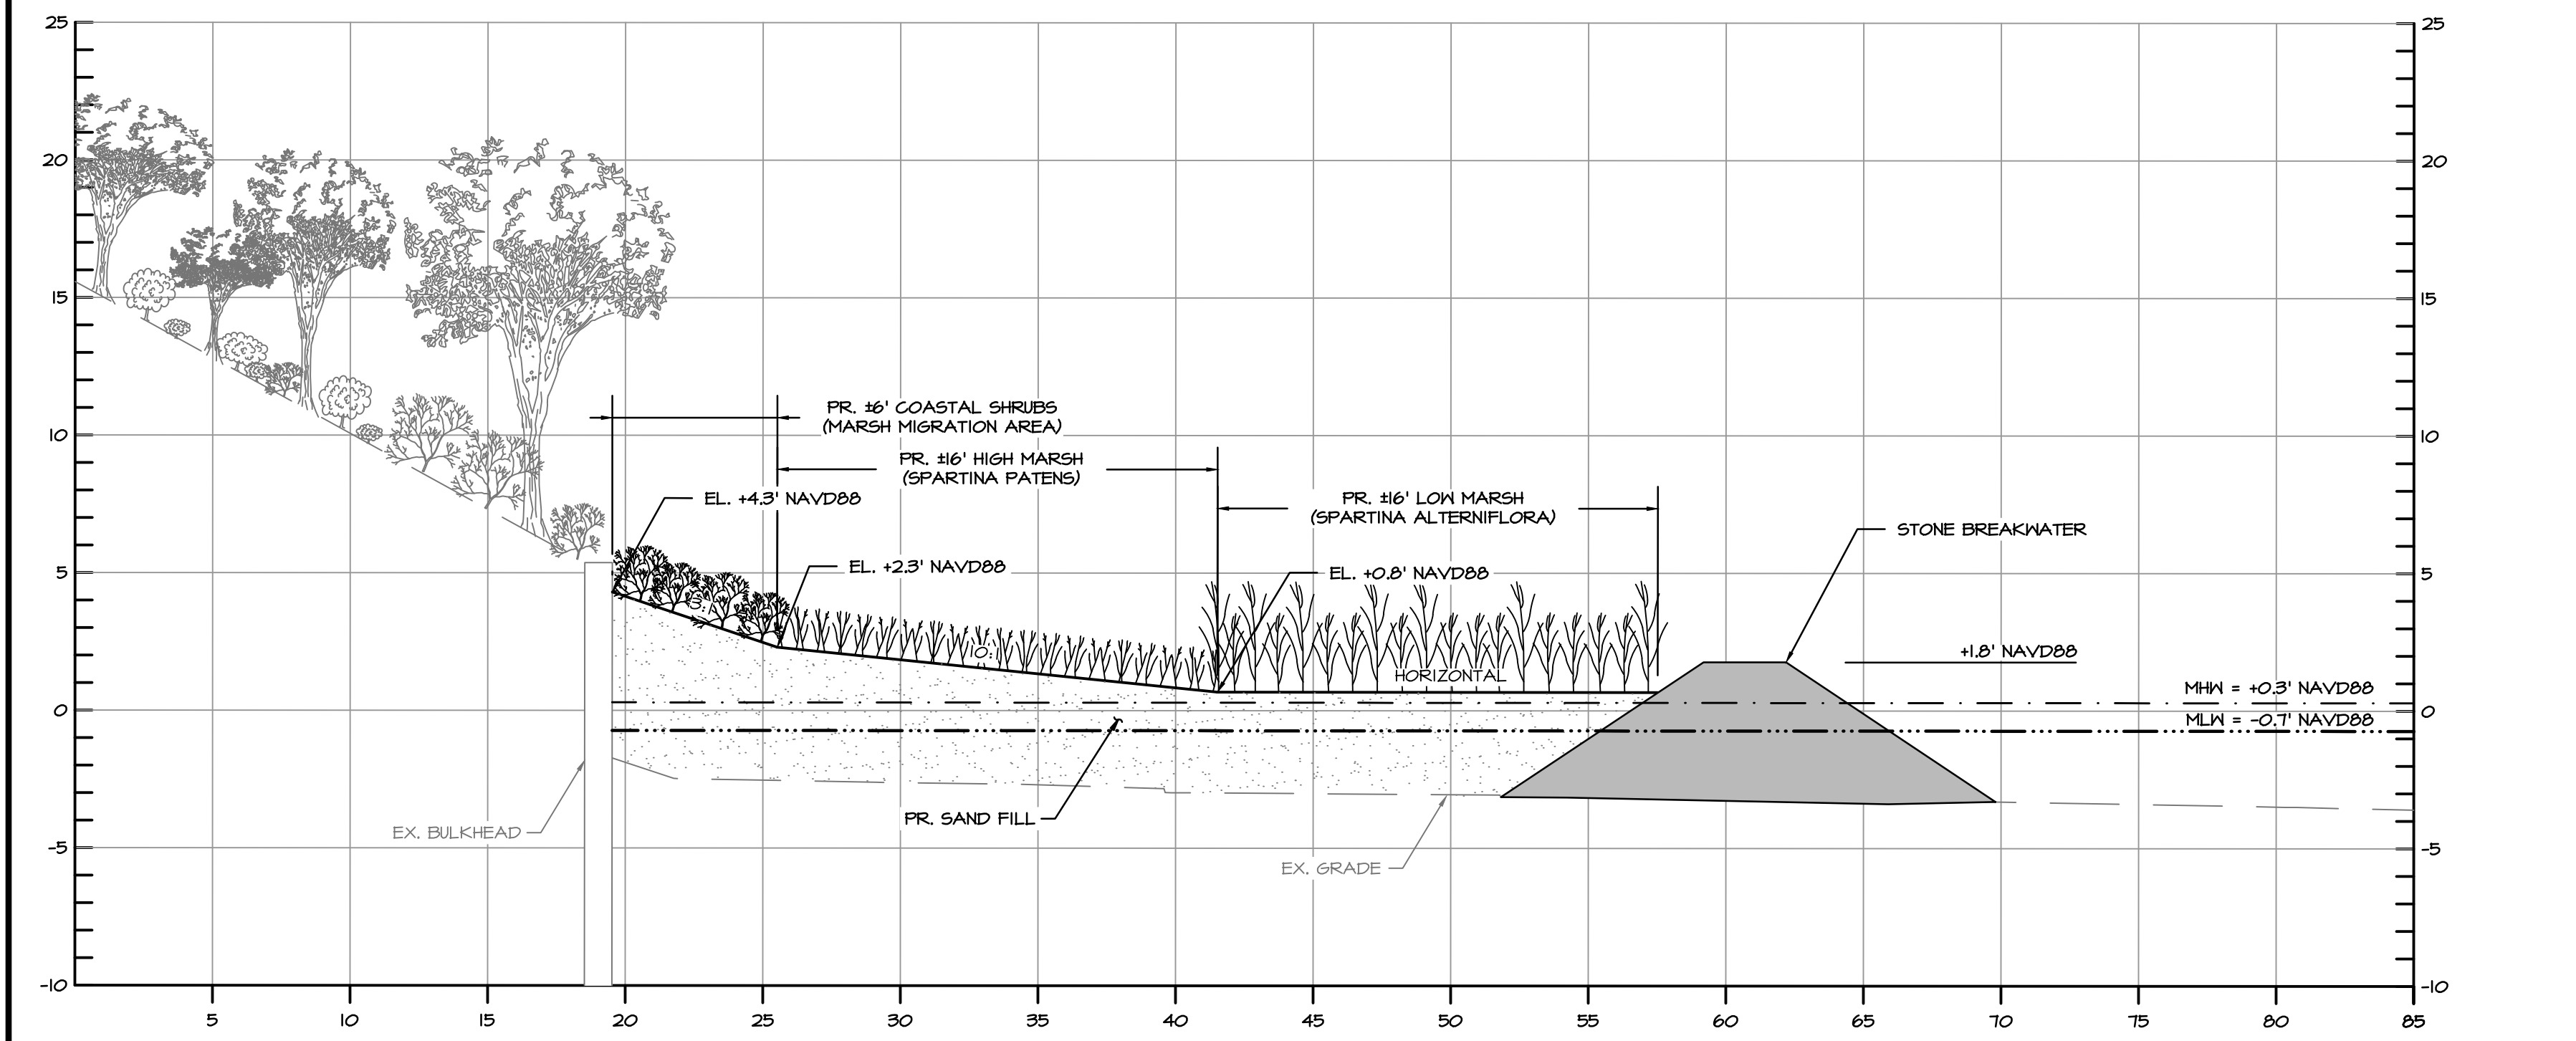 25
20
15
10
5
0
-5
-10
25
20
15
10
5
0
-5
-10
PR. ±6' COASTAL SHRUBS
(MARSH MIGRATION AREA)
PR. ±16' HIGH MARSH
(SPARTINA PATENS)
EL. +4.3' NAVD88
PR. ±16' LOW MARSH
(SPARTINA ALTERNIFLORA)
STONE BREAKWATER
EL. +2.3' NAVD88
EL. +0.8' NAVD88
3:1
10:1
HORIZONTAL
+1.8' NAVD88
MHW = +0.3' NAVD88
MLW = -0.7' NAVD88
PR. SAND FILL
EX. BULKHEAD
EX. GRADE
5 10 15 20 25 30 35 40 45 50 55 60 65 70 75 80 85